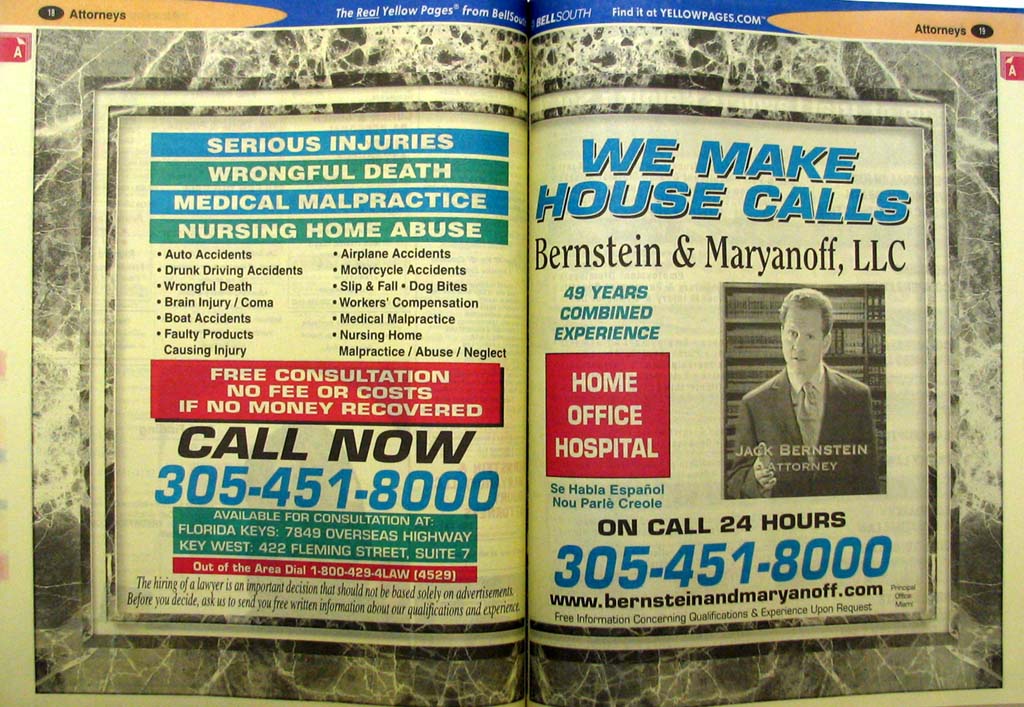 18 Attorneys
The Real Yellow Pages® from BellSouth
SERIOUS INJURIES
WRONGFUL DEATH
MEDICAL MALPRACTICE
NURSING HOME ABUSE
• Auto Accidents
• Drunk Driving Accidents
• Wrongful Death
• Brain Injury / Coma
• Boat Accidents
• Faulty Products
Causing Injury
• Airplane Accidents
• Motorcycle Accidents
• Slip & Fall • Dog Bites
• Workers' Compensation
• Medical Malpractice
• Nursing Home
Malpractice / Abuse / Neglect
FREE CONSULTATION
NO FEE OR COSTS
IF NO MONEY RECOVERED
CALL NOW
305-451-8000
AVAILABLE FOR CONSULTATION AT:
FLORIDA KEYS: 7849 OVERSEAS HIGHWAY
KEY WEST: 422 FLEMING STREET, SUITE 7
Out of the Area Dial 1-800-429-4LAW (4529)
The hiring of a lawyer is an important decision that should not be based solely on advertisements.
Before you decide, ask us to send you free written information about our qualifications and experience.
A
BELLSOUTH Find it at YELLOWPAGES.COM™
Attorneys 19
WE MAKE
HOUSE CALLS
Bernstein & Maryanoff, LLC
49 YEARS
COMBINED
EXPERIENCE
HOME
OFFICE
HOSPITAL
JACK BERNSTEIN
ATTORNEY
Se Habla Español
Nou Parlè Creole
ON CALL 24 HOURS
305-451-8000
www.bernsteinandmaryanoff.com
Principal
Office
Miami
Free Information Concerning Qualifications & Experience Upon Request
A